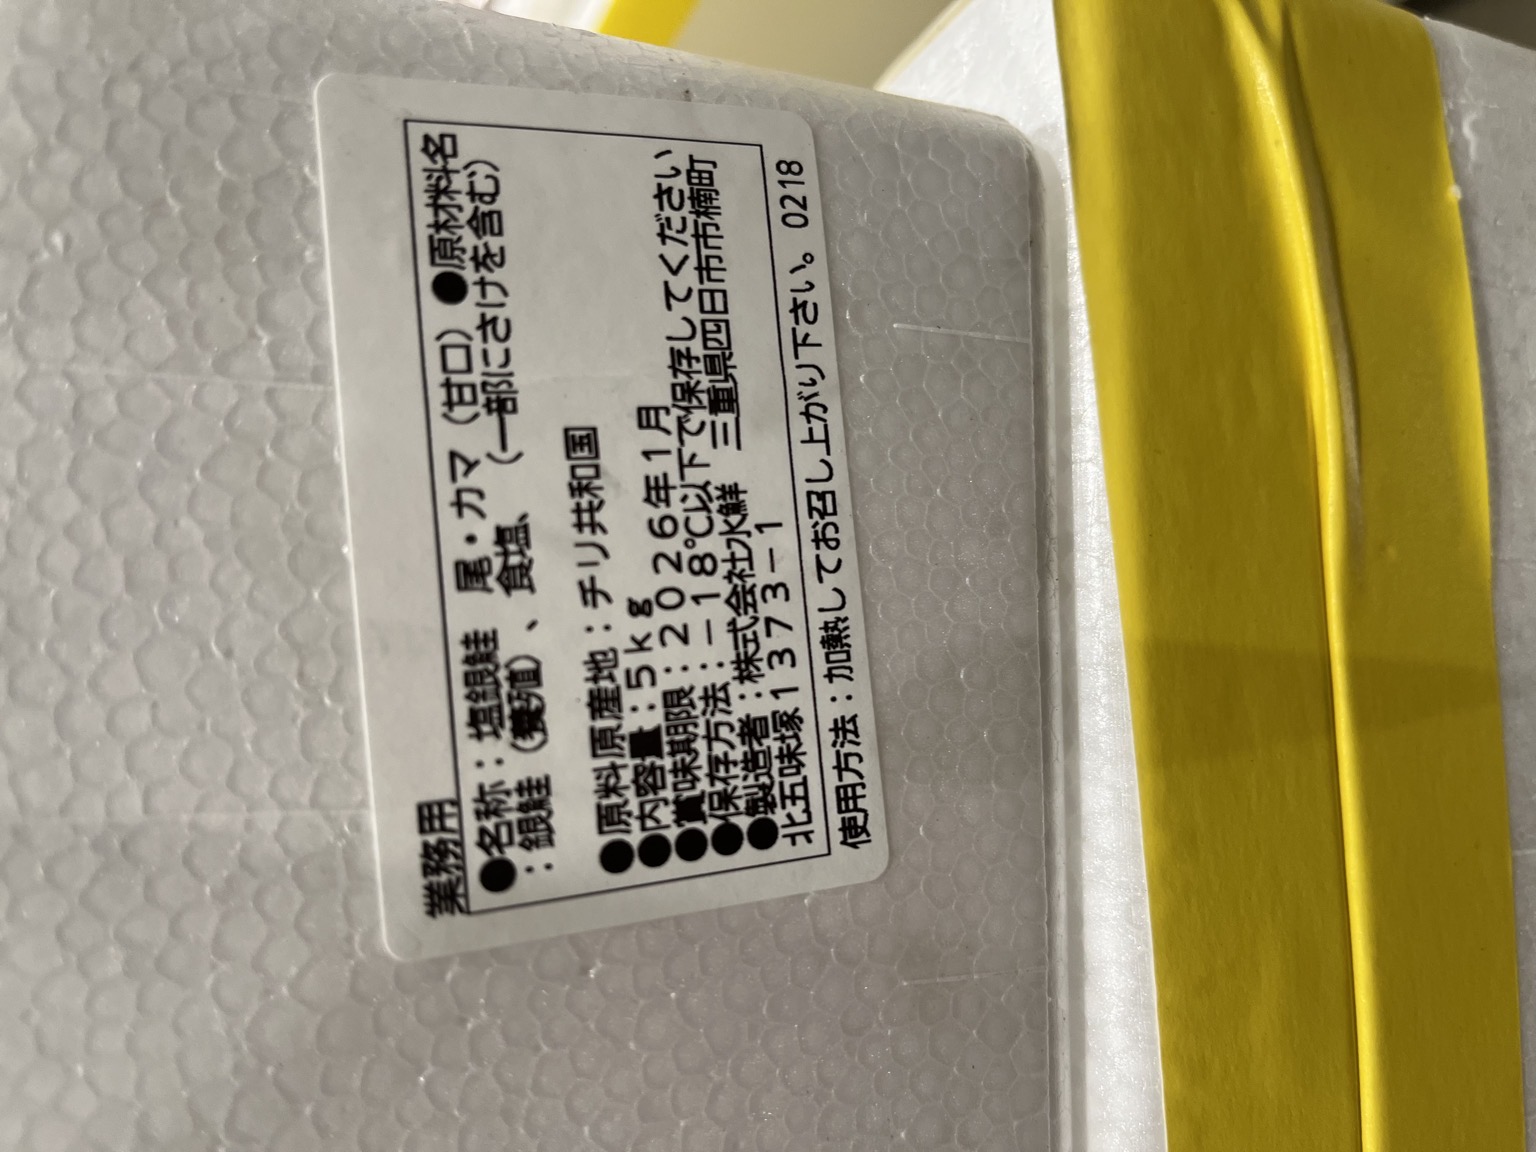 業務用
●名称：塩銀鮭　尾・カマ（甘口）●原材料名
：銀鮭（養殖）、食塩、（一部にさけを含む）
●原料原産地：チリ共和国
●内容量：５ｋｇ
●賞味期限：２０２６年１月
●保存方法：－１８℃以下で保存してください
●製造者：株式会社水鮮　三重県四日市市楠町
北五味塚１３７３－１
使用方法：加熱してお召し上がり下さい。 0218